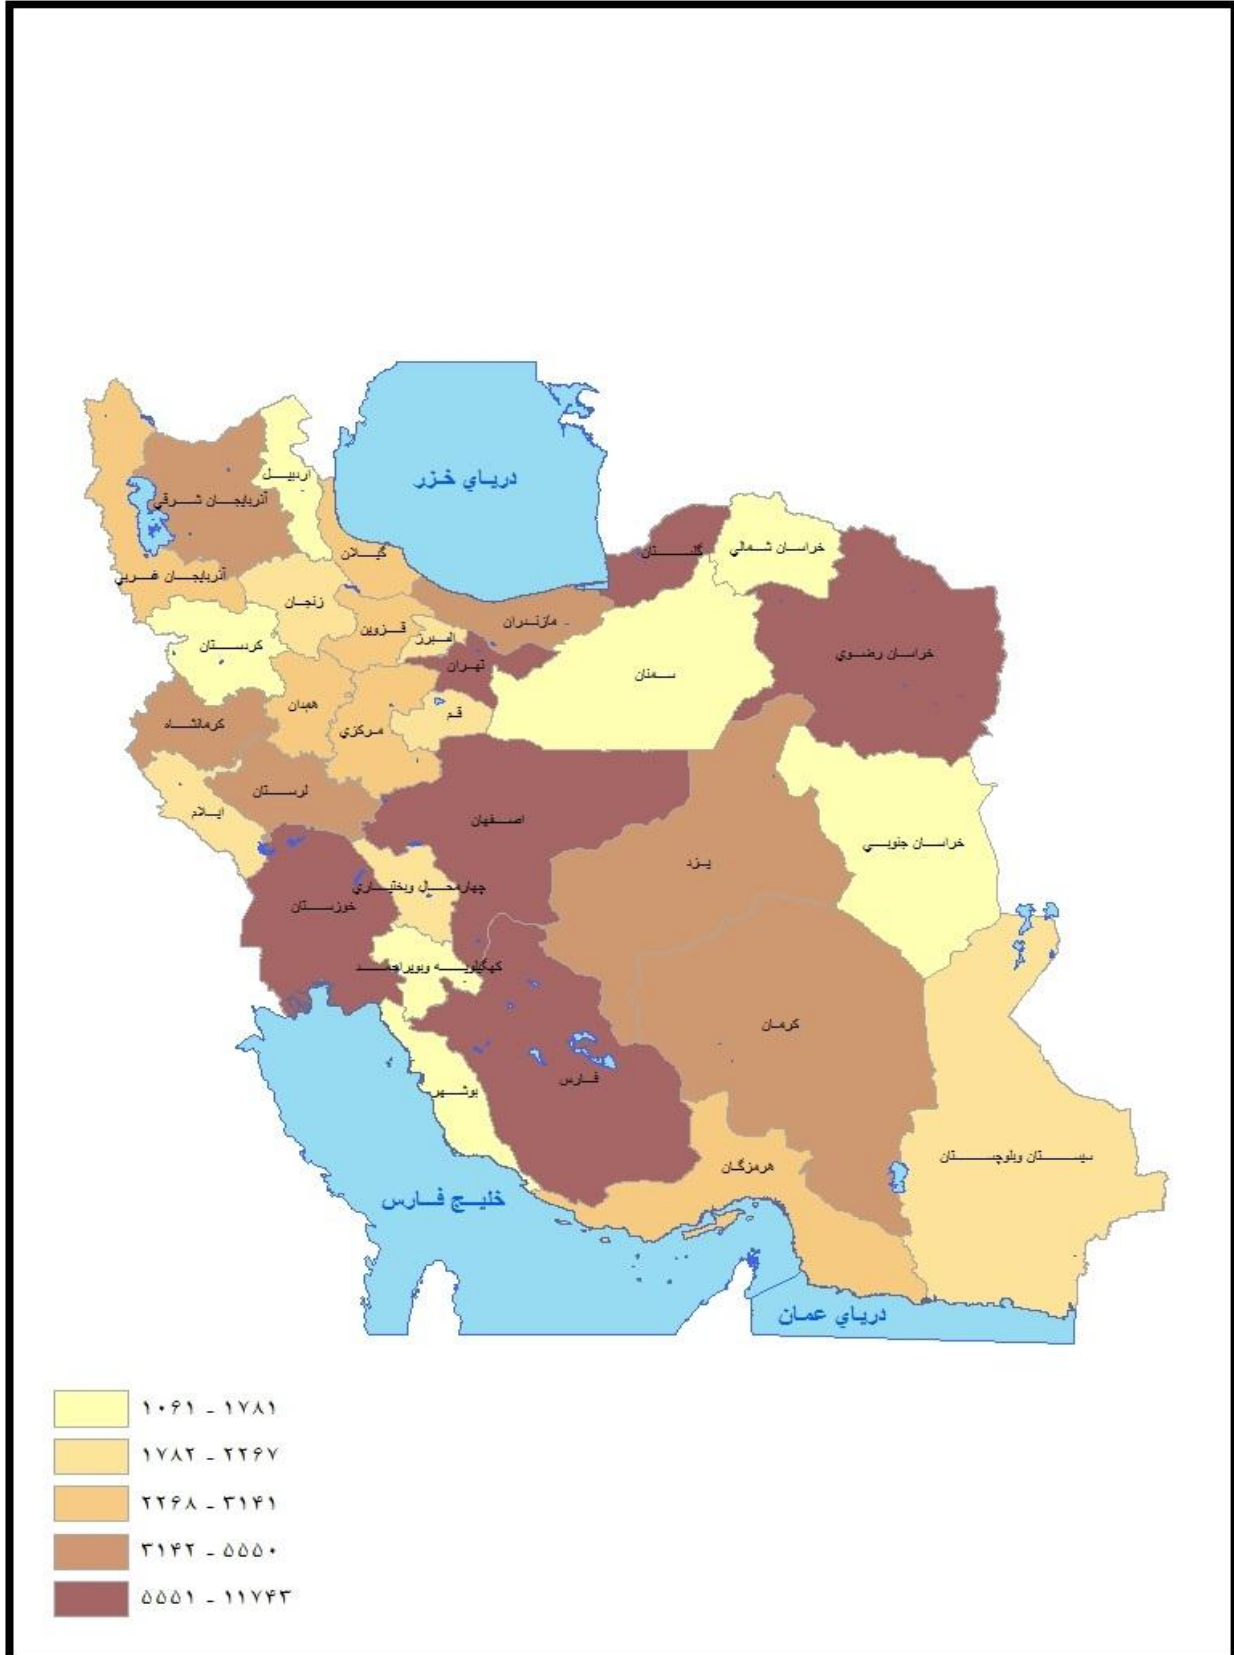 درياي خزر
اردبيل
آذربايجان شرقي
گلستان
خراسان شمالي
گيلان
آذربايجان غربي
زنجان
مازندران
قزوين
البرز
كردستان
خراسان رضوي
تهران
سمنان
همدان
قم
كرمانشاه
مركزي
لرستان
ايلام
اصفهان
خراسان جنوبي
يزد
چهارمحال وبختياري
خوزستان
كهگيلويه وبويراحمد
كرمان
فارس
بوشهر
سيستان وبلوچستان
هرمزگان
خليج فارس
درياي عمان
۱۰۶۱ - ۱۷۸۱
۱۷۸۲ - ۲۲۶۷
۲۲۶۸ - ۳۱۴۱
۳۱۴۲ - ۵۵۵۰
۵۵۵۱ - ۱۱۷۴۳